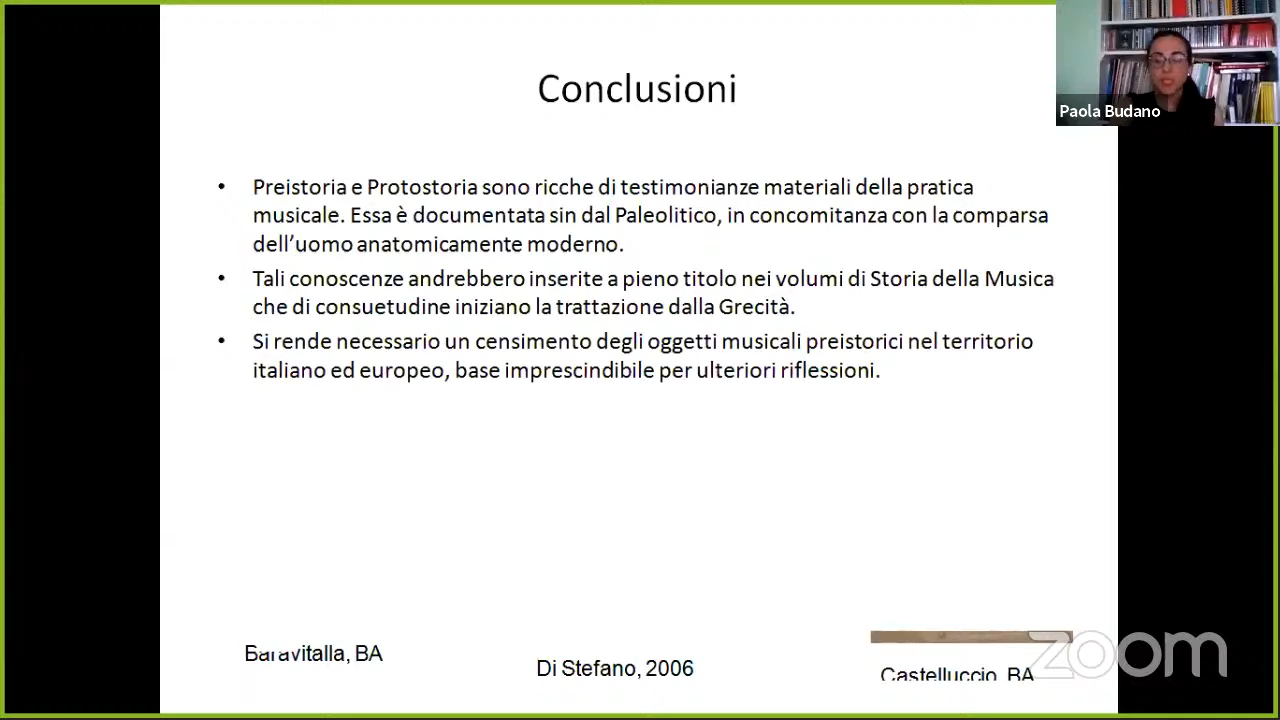 Conclusioni
Paola Budano
• Preistoria e Protostoria sono ricche di testimonianze materiali della pratica
musicale. Essa è documentata sin dal Paleolitico, in concomitanza con la comparsa
dell’uomo anatomicamente moderno.
• Tali conoscenze andrebbero inserite a pieno titolo nei volumi di Storia della Musica
che di consuetudine iniziano la trattazione dalla Grecità.
• Si rende necessario un censimento degli oggetti musicali preistorici nel territorio
italiano ed europeo, base imprescindibile per ulteriori riflessioni.
Baravitalla, BA
Di Stefano, 2006
Castelluccio, BA
zoom